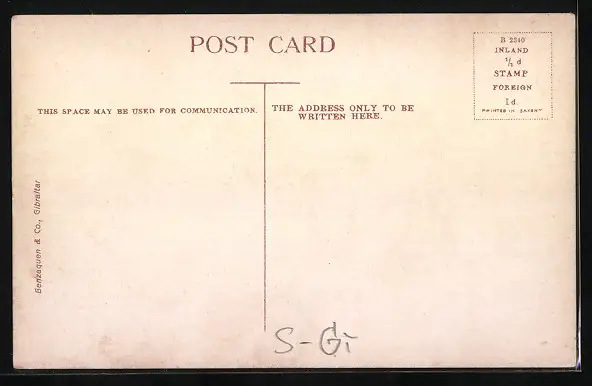 POST CARD
B 2340
INLAND
½ d
STAMP
FOREIGN
1d.
PRINTED IN SAXONY
THIS SPACE MAY BE USED FOR COMMUNICATION.
THE ADDRESS ONLY TO BE
WRITTEN HERE.
Benzaquen & Co., Gibraltar
S-Gi